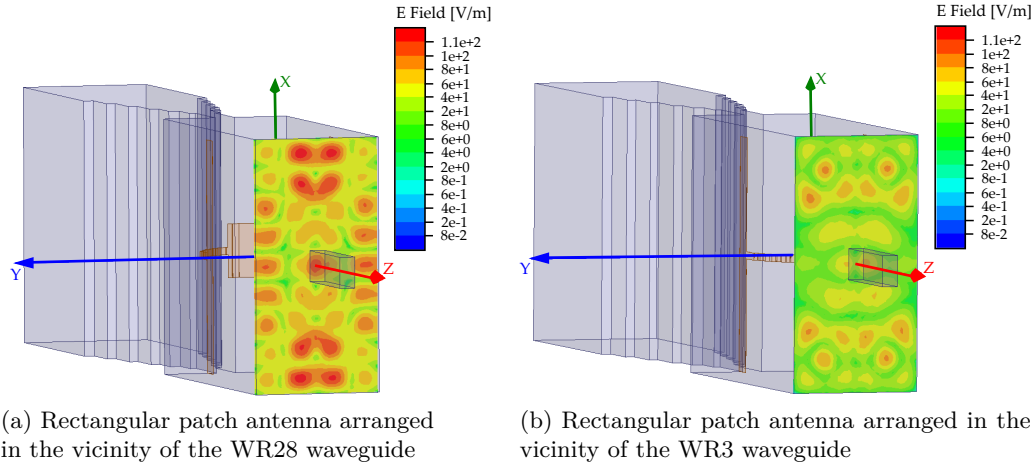 E Field [V/m]
1.1e+2
1e+2
8e+1
6e+1
4e+1
2e+1
8e+0
6e+0
4e+0
2e+0
8e-1
6e-1
4e-1
2e-1
8e-2
X
Y
Z
E Field [V/m]
1.1e+2
1e+2
8e+1
6e+1
4e+1
2e+1
8e+0
6e+0
4e+0
2e+0
8e-1
6e-1
4e-1
2e-1
8e-2
X
Y
Z
(a) Rectangular patch antenna arranged
in the vicinity of the WR28 waveguide
(b) Rectangular patch antenna arranged in the
vicinity of the WR3 waveguide